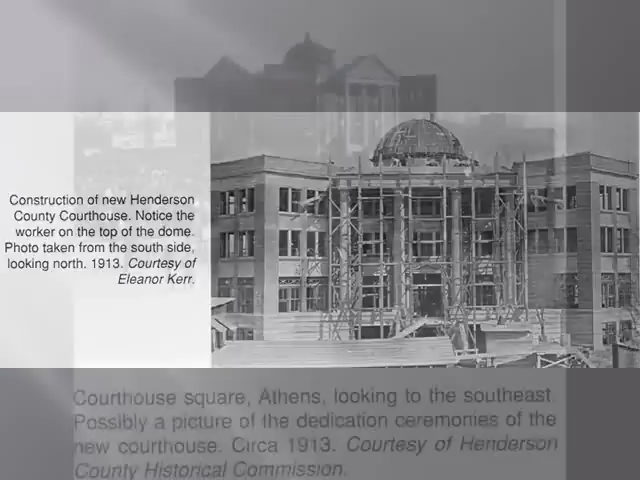 Construction of new Henderson
County Courthouse. Notice the
worker on the top of the dome.
Photo taken from the south side,
looking north. 1913. Courtesy of
Eleanor Kerr.
Courthouse square, Athens, looking to the southeast.
Possibly a picture of the dedication ceremonies of the
new courthouse. Circa 1913. Courtesy of Henderson
County Historical Commission.